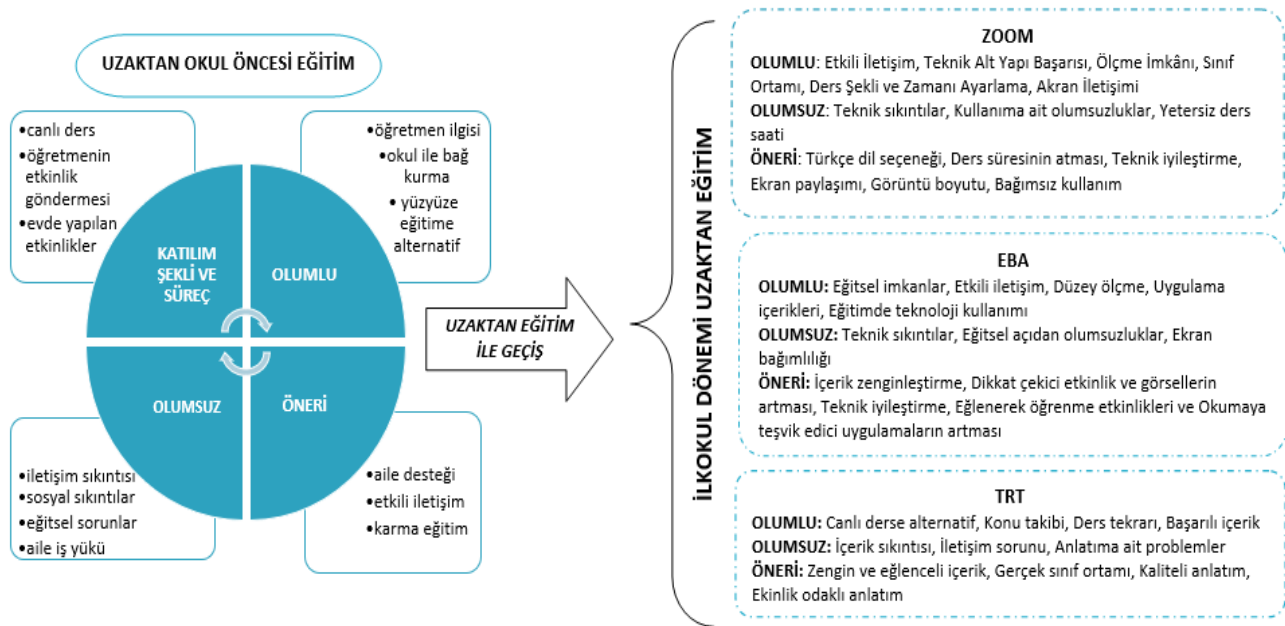 UZAKTAN OKUL ÖNCESİ EĞİTİM
•canlı ders
•öğretmenin
etkinlik
göndermesi
•evde yapılan
etkinlikler
•öğretmen ilgisi
•okul ile bağ
kurma
•yüzyüze
eğitime
alternatif
KATILIM
ŞEKLİ VE
SÜREÇ
OLUMLU
OLUMSUZ
ÖNERİ
•iletişim sıkıntısı
•sosyal sıkıntılar
•eğitsel sorunlar
•aile iş yükü
•aile desteği
•etkili iletişim
•karma eğitim
UZAKTAN EĞİTİM
İLE GEÇİŞ
İLKOKUL DÖNEMİ UZAKTAN EĞİTİM
ZOOM
OLUMLU: Etkili İletişim, Teknik Alt Yapı Başarısı, Ölçme İmkânı, Sınıf
Ortamı, Ders Şekli ve Zamanı Ayarlama, Akran İletişimi
OLUMSUZ: Teknik sıkıntılar, Kullanıma ait olumsuzluklar, Yetersiz ders
saati
ÖNERİ: Türkçe dil seçeneği, Ders süresinin atması, Teknik iyileştirme,
Ekran paylaşımı, Görüntü boyutu, Bağımsız kullanım
EBA
OLUMLU: Eğitsel imkanlar, Etkili iletişim, Düzey ölçme, Uygulama
içerikleri, Eğitimde teknoloji kullanımı
OLUMSUZ: Teknik sıkıntılar, Eğitsel açıdan olumsuzluklar, Ekran
bağımlılığı
ÖNERİ: İçerik zenginleştirme, Dikkat çekici etkinlik ve görsellerin
artması, Teknik iyileştirme, Eğlenerek öğrenme etkinlikleri ve Okumaya
teşvik edici uygulamaların artması
TRT
OLUMLU: Canlı derse alternatif, Konu takibi, Ders tekrarı, Başarılı içerik
OLUMSUZ: İçerik sıkıntısı, İletişim sorunu, Anlatıma ait problemler
ÖNERİ: Zengin ve eğlenceli içerik, Gerçek sınıf ortamı, Kaliteli anlatım,
Ekinlik odaklı anlatım